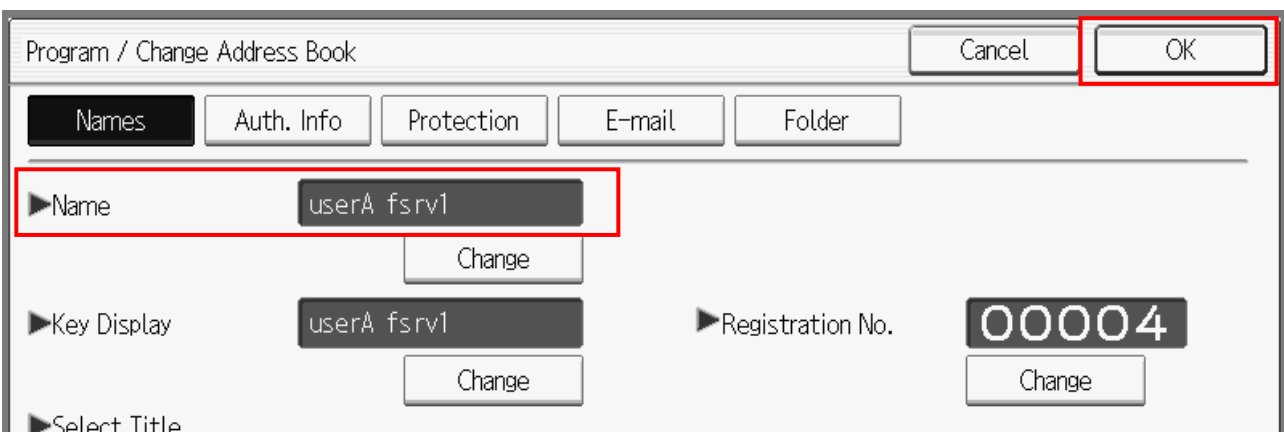 Program / Change Address Book Cancel OK
Names Auth. Info Protection E-mail Folder
▶Name userA fsrv1
Change
▶Key Display userA fsrv1 ▶Registration No. 00004
Change Change
▶Select Title